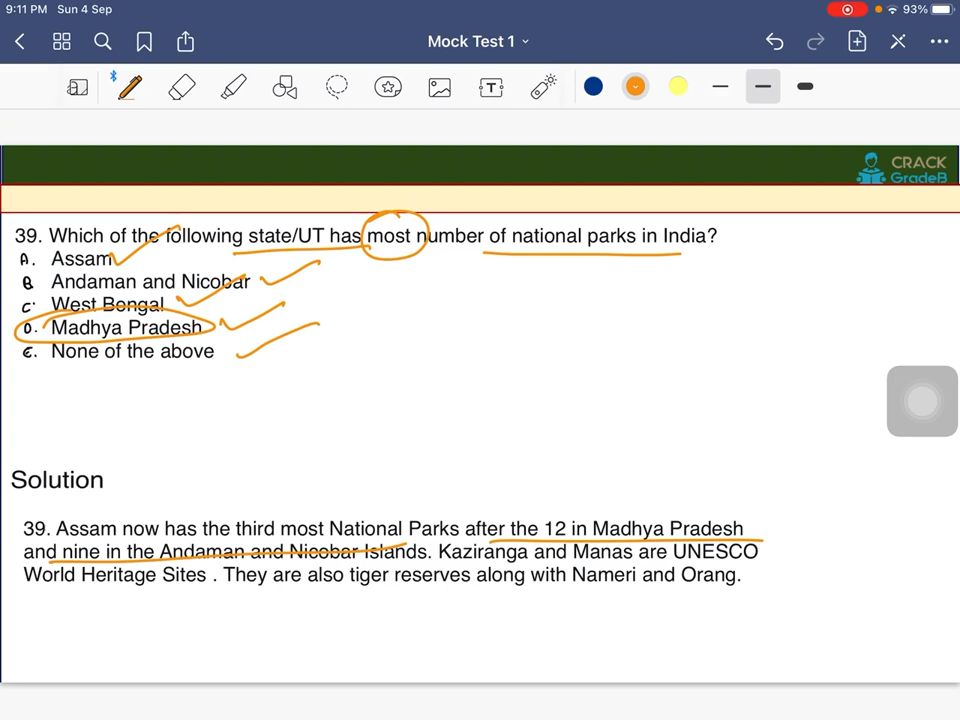 9:11 PM Sun 4 Sep 93%
Mock Test 1
T
CRACK
GradeB
39. Which of the following state/UT has most number of national parks in India?
A. Assam
B Andaman and Nicobar
C. West Bengal
D. Madhya Pradesh
E. None of the above
Solution
39. Assam now has the third most National Parks after the 12 in Madhya Pradesh
and nine in the Andaman and Nicobar Islands. Kaziranga and Manas are UNESCO
World Heritage Sites . They are also tiger reserves along with Nameri and Orang.